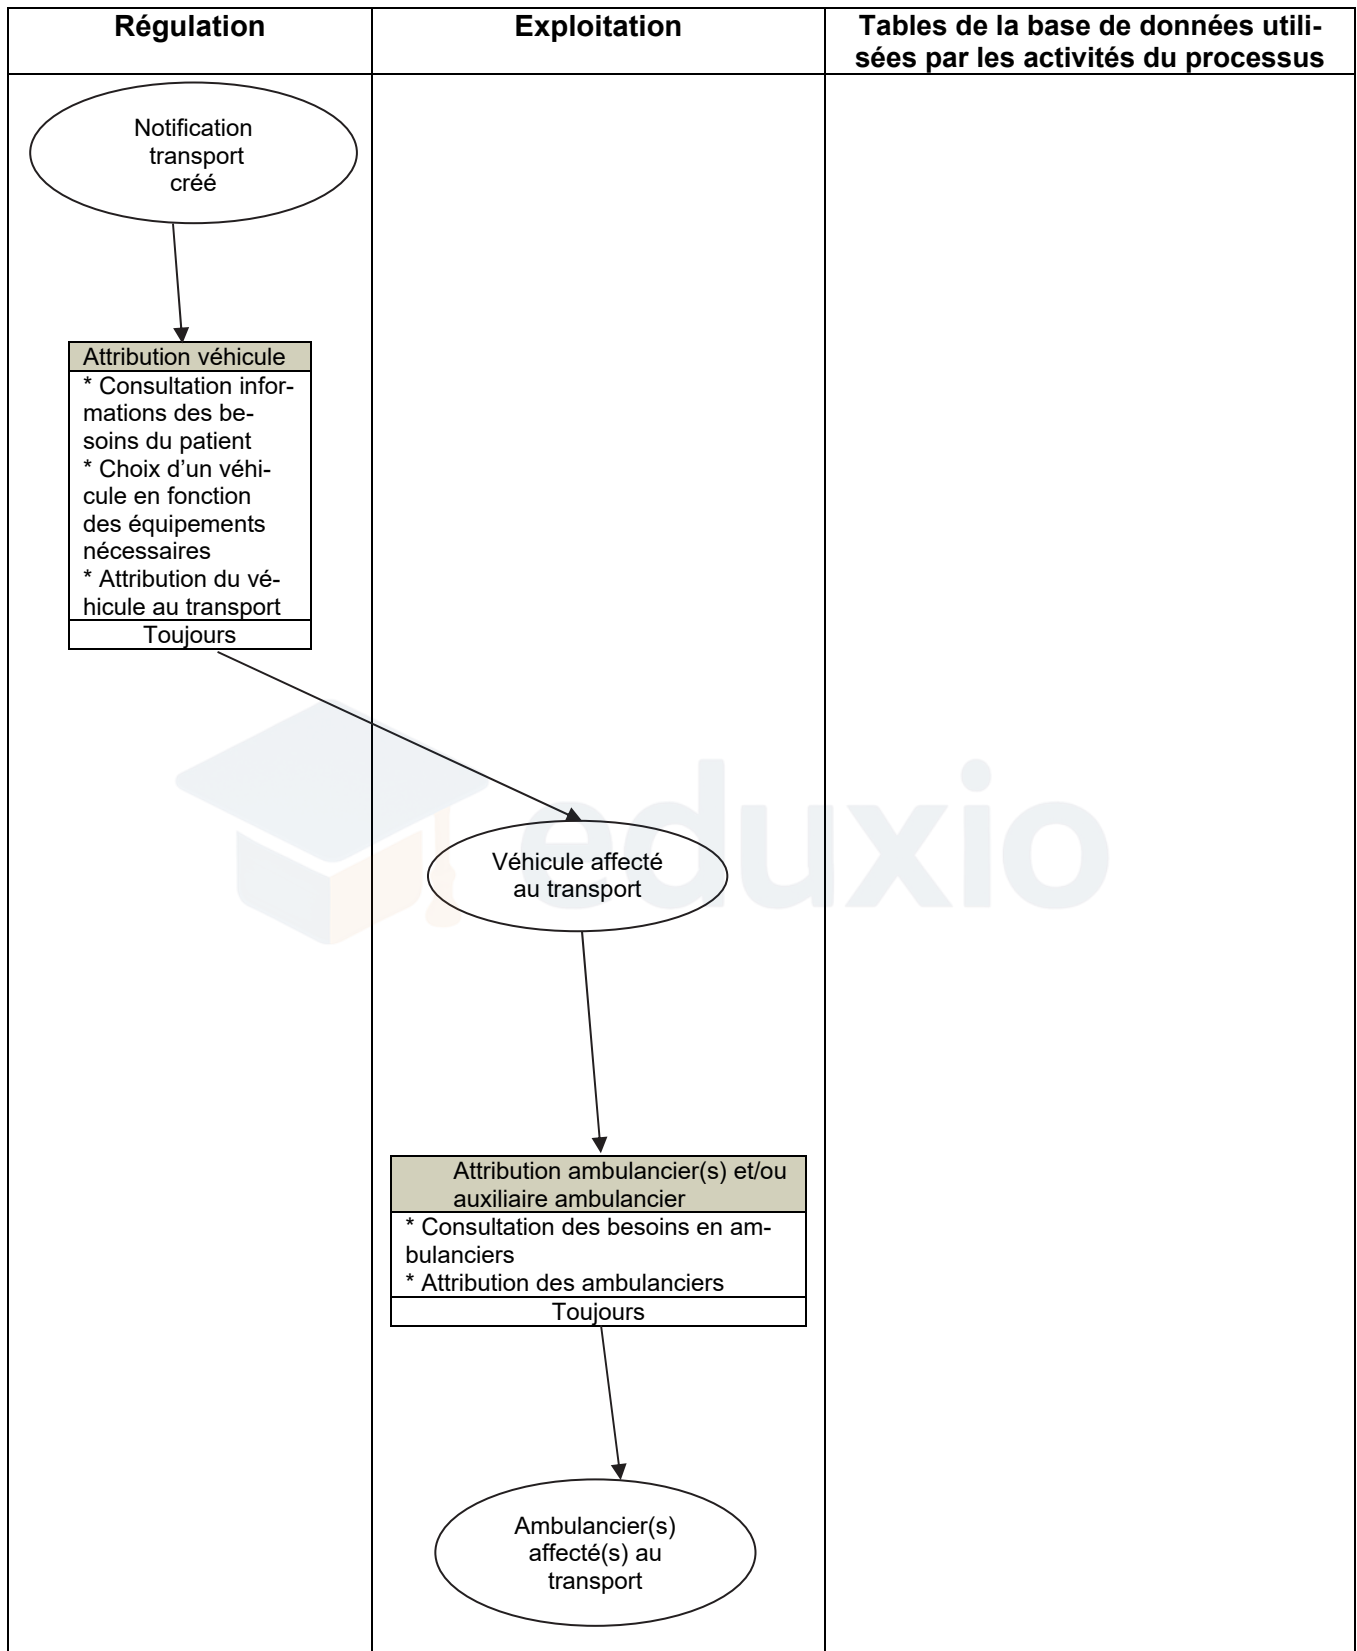 Régulation
Exploitation
Tables de la base de données utili-
sées par les activités du processus
Notification
transport
créé
Attribution véhicule
* Consultation infor-
mations des be-
soins du patient
* Choix d’un véhi-
cule en fonction
des équipements
nécessaires
* Attribution du vé-
hicule au transport
Toujours
eduxio
Véhicule affecté
au transport
Attribution ambulancier(s) et/ou
auxiliaire ambulancier
* Consultation des besoins en am-
bulanciers
* Attribution des ambulanciers
Toujours
Ambulancier(s)
affecté(s) au
transport